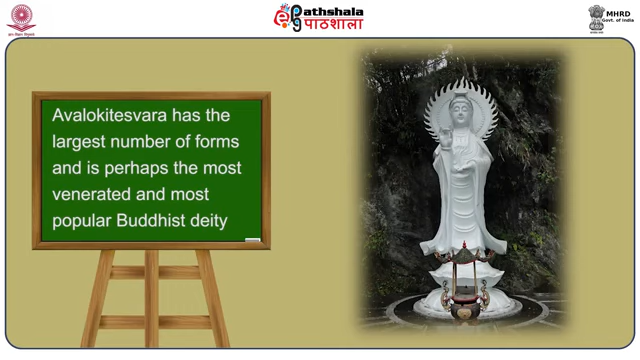 ePathshala
पाठशाला
MHRD
Govt. of India
Avalokitesvara has the
largest number of forms
and is perhaps the most
venerated and most
popular Buddhist deity